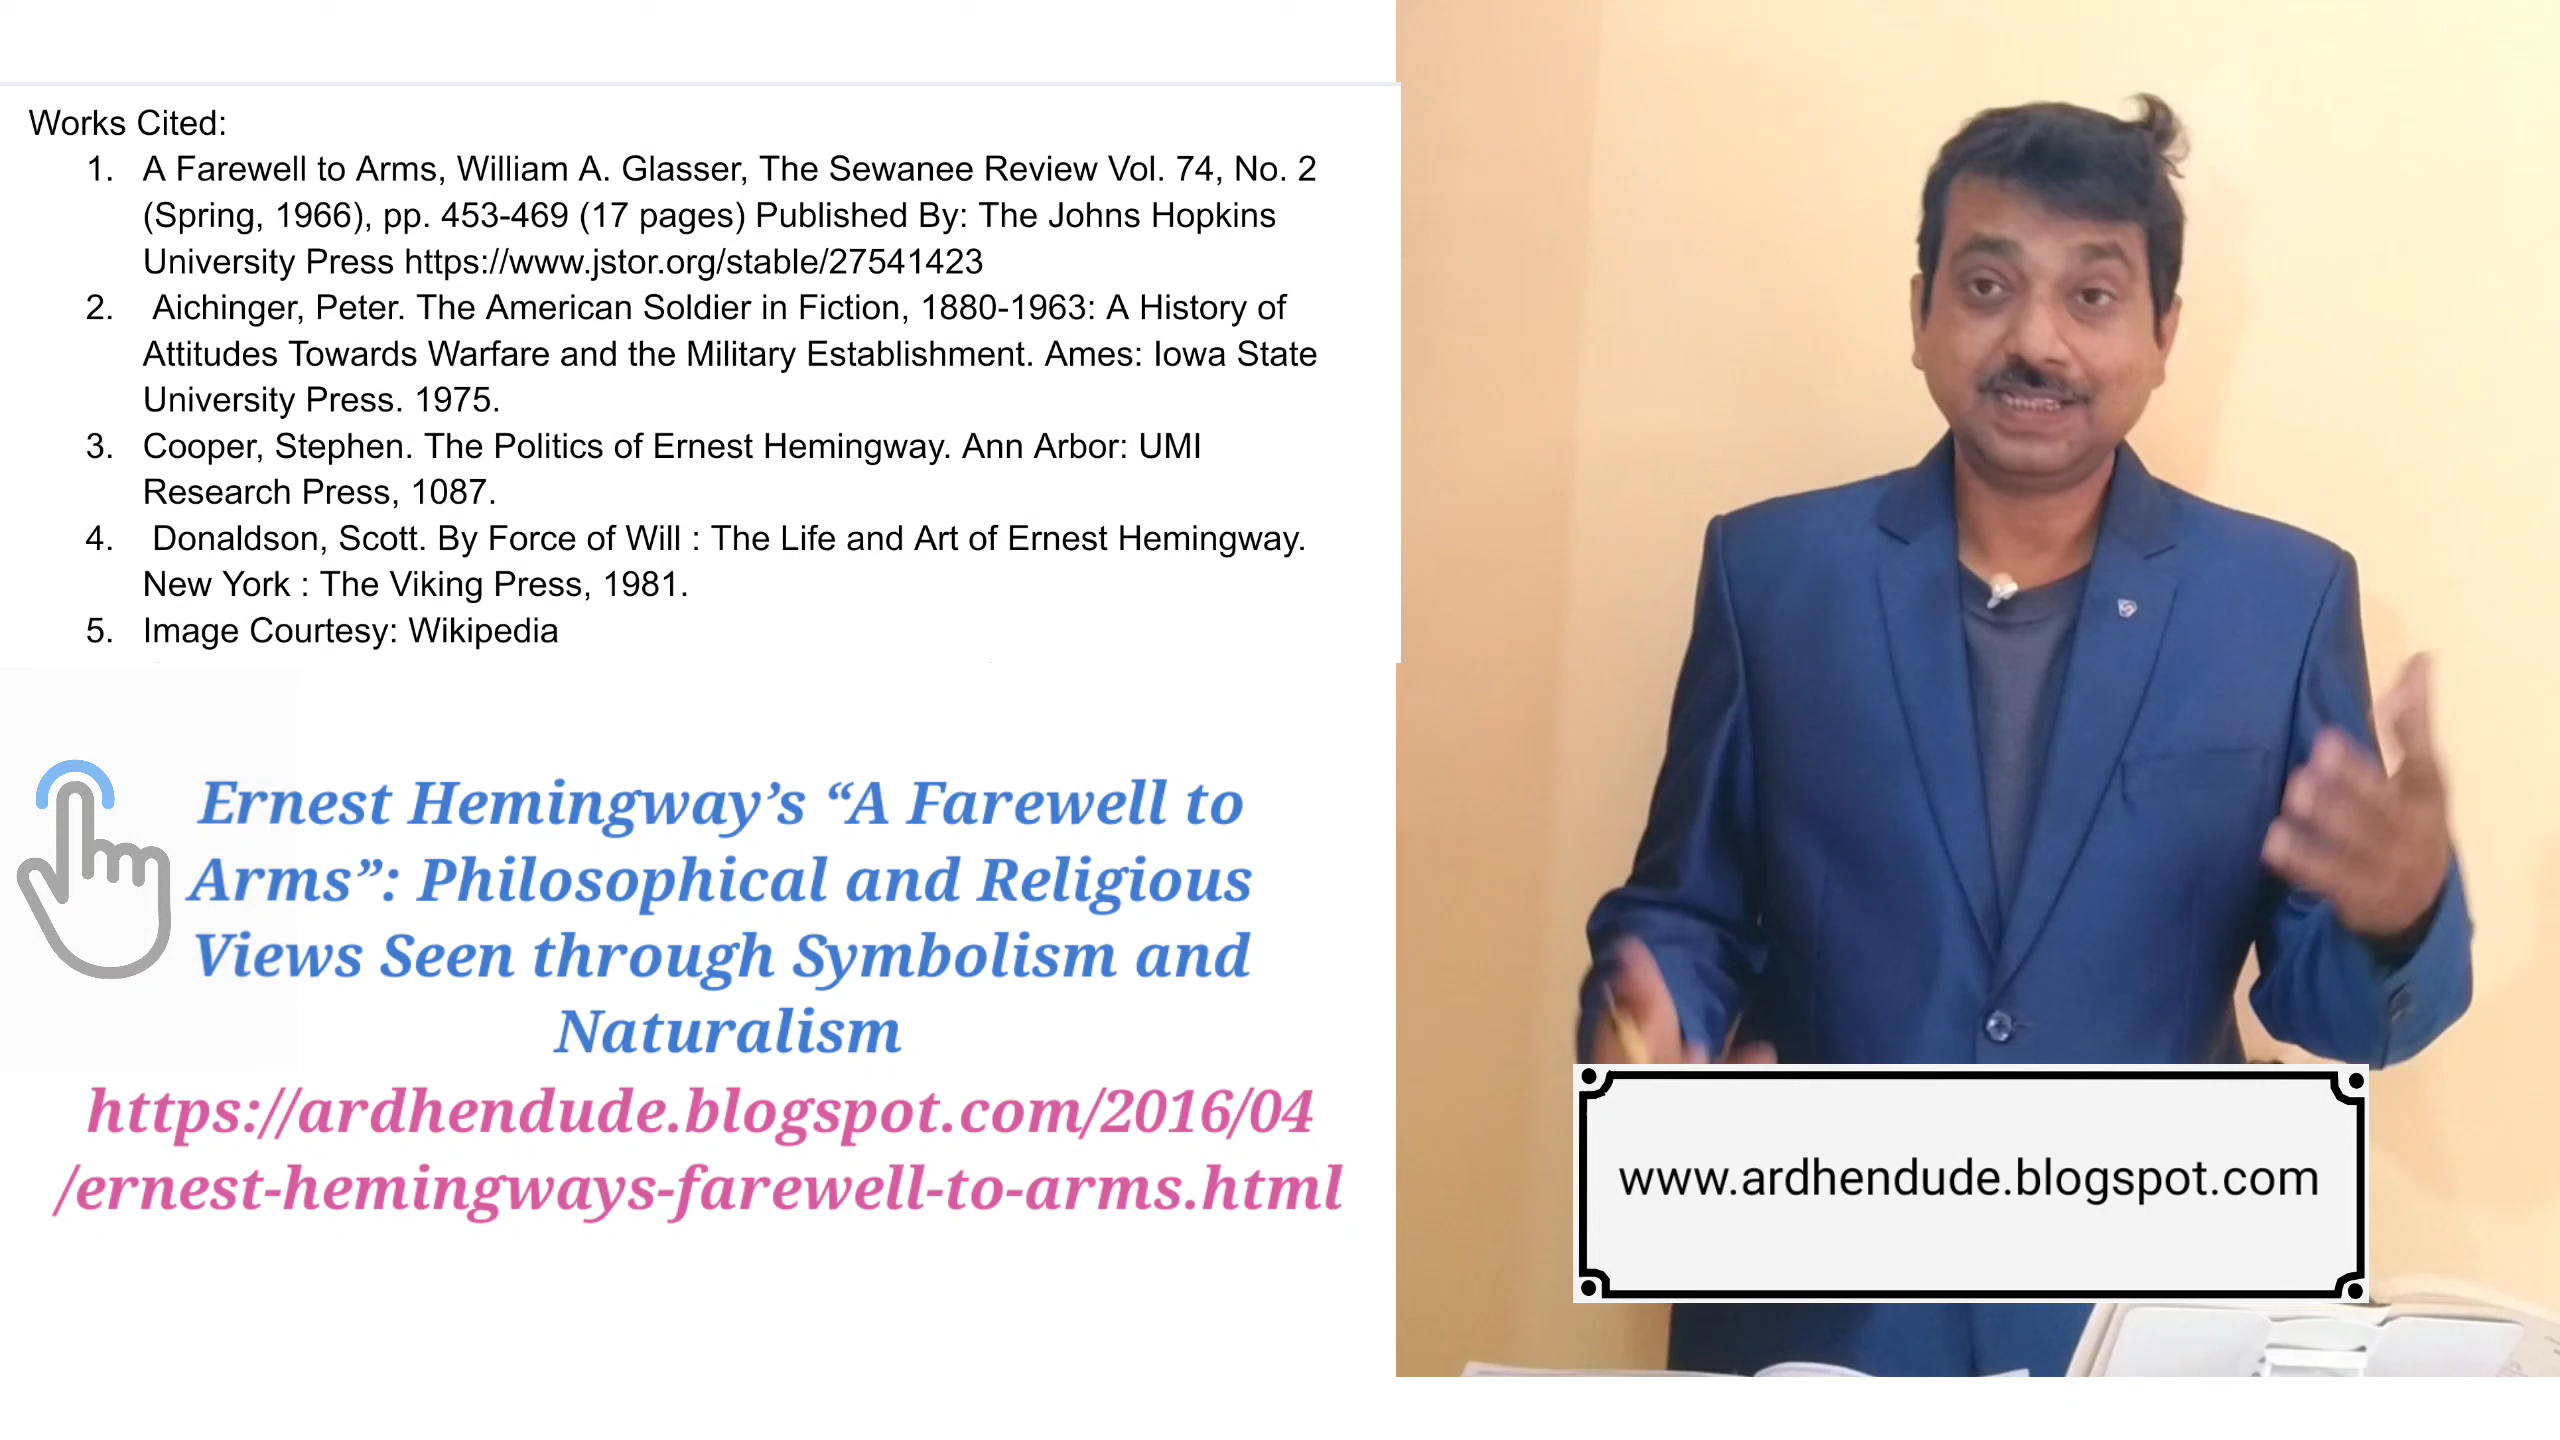 Works Cited:
1. A Farewell to Arms, William A. Glasser, The Sewanee Review Vol. 74, No. 2
(Spring, 1966), pp. 453-469 (17 pages) Published By: The Johns Hopkins
University Press https://www.jstor.org/stable/27541423
2. Aichinger, Peter. The American Soldier in Fiction, 1880-1963: A History of
Attitudes Towards Warfare and the Military Establishment. Ames: Iowa State
University Press. 1975.
3. Cooper, Stephen. The Politics of Ernest Hemingway. Ann Arbor: UMI
Research Press, 1087.
4. Donaldson, Scott. By Force of Will : The Life and Art of Ernest Hemingway.
New York : The Viking Press, 1981.
5. Image Courtesy: Wikipedia
Ernest Hemingway’s “A Farewell to
Arms”: Philosophical and Religious
Views Seen through Symbolism and
Naturalism
https://ardhendude.blogspot.com/2016/04
/ernest-hemingways-farewell-to-arms.html
www.ardhendude.blogspot.com